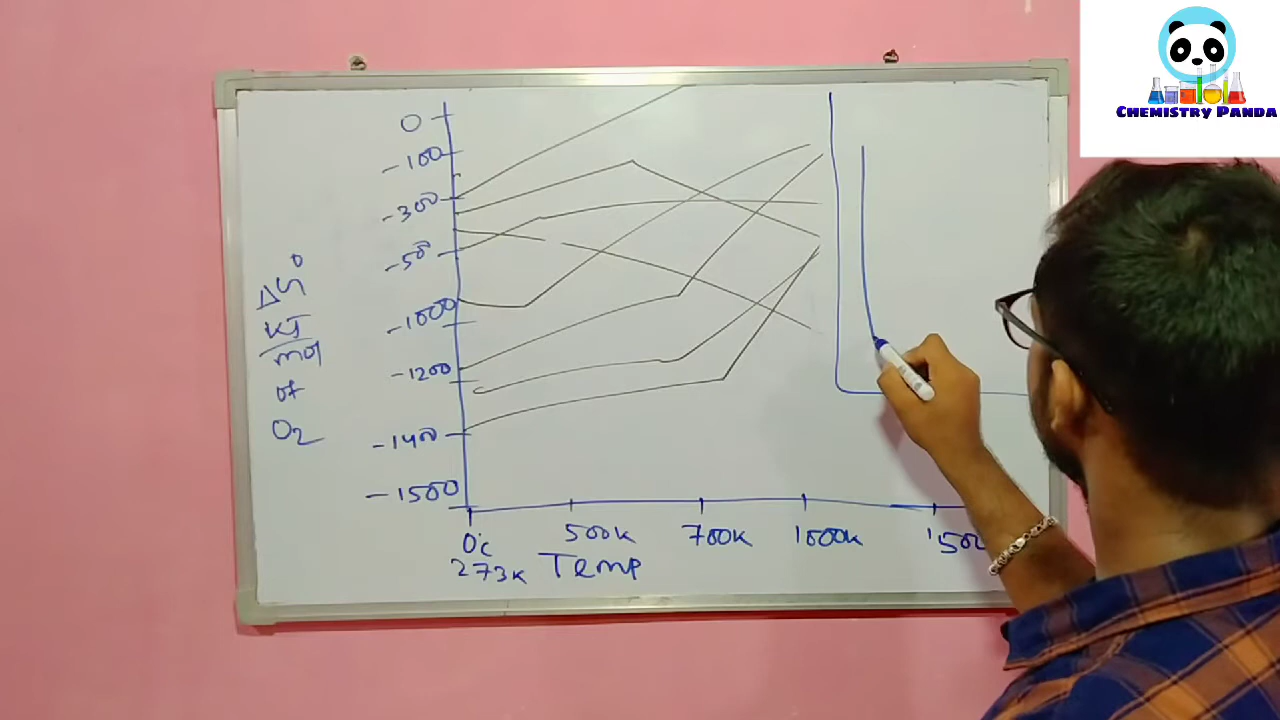 CHEMISTRY PANDA
0
-100
-300
-500
-1000
-1200
-1400
-1500
ΔG°
KJ
mol
of
O2
0°C
273K
500K
700K
1000K
Temp